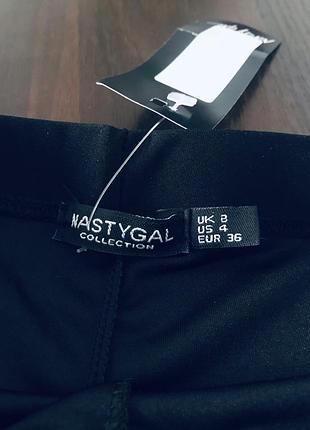 NASTYGAL
COLLECTION
UK 8
US 4
EUR 36